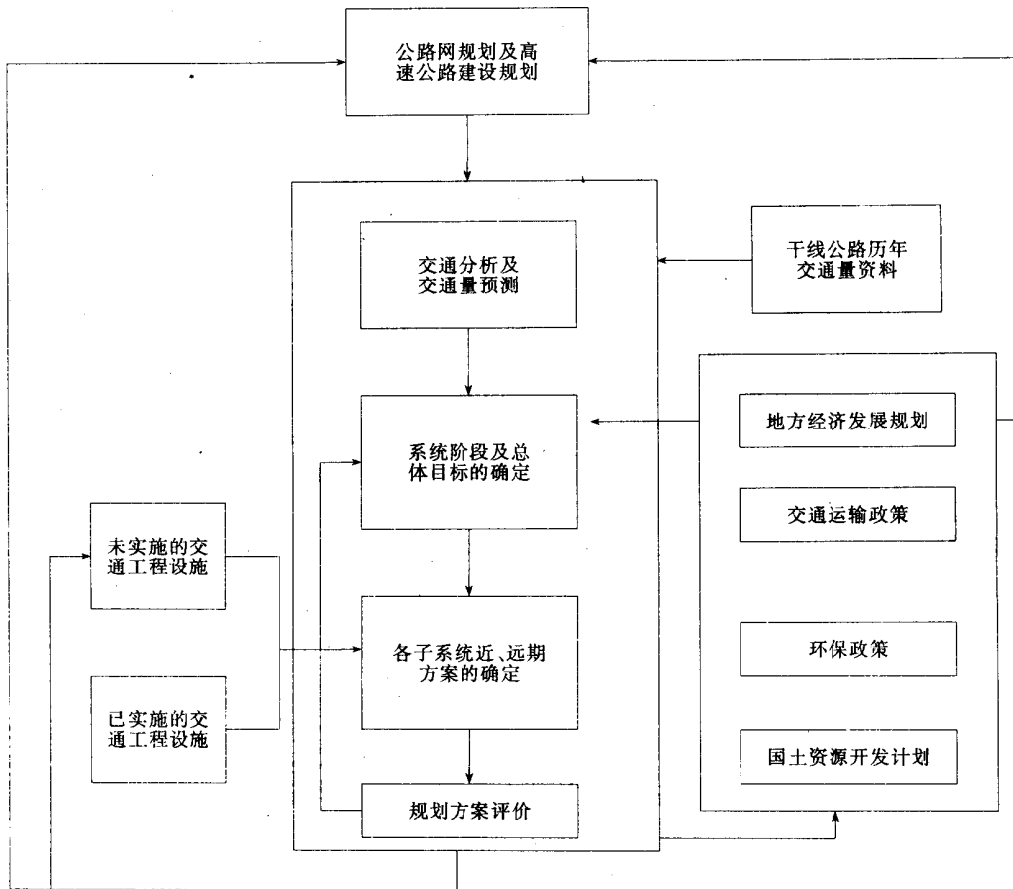 公路网规划及高
速公路建设规划
交通分析及
交通量预测
干线公路历年
交通量资料
系统阶段及总
体目标的确定
地方经济发展规划
交通运输政策
未实施的交
通工程设施
各子系统近、远期
方案的确定
环保政策
已实施的交
通工程设施
国土资源开发计划
规划方案评价